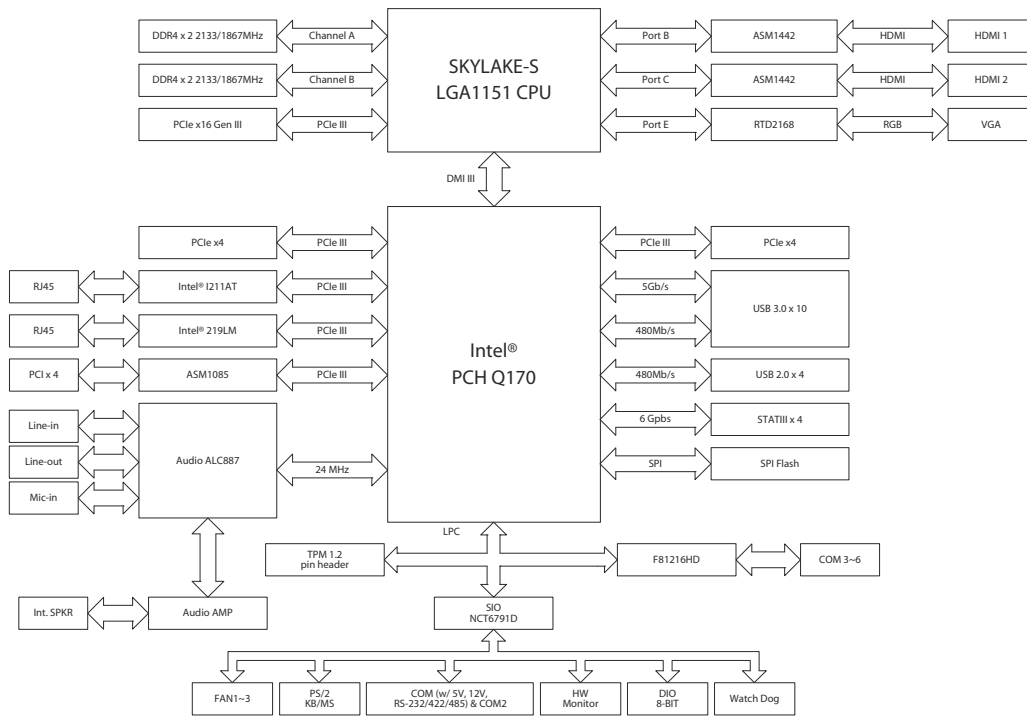 DDR4 x 2 2133/1867MHz
Channel A
SKYLAKE-S
LGA1151 CPU
Port B
ASM1442
HDMI
HDMI 1
DDR4 x 2 2133/1867MHz
Channel B
Port C
ASM1442
HDMI
HDMI 2
PCIe x16 Gen III
PCIe III
Port E
RTD2168
RGB
VGA
DMI III
PCIe x4
PCIe III
Intel®
PCH Q170
PCIe III
PCIe x4
RJ45
Intel® I211AT
PCIe III
5Gb/s
USB 3.0 x 10
RJ45
Intel® 219LM
PCIe III
480Mb/s
PCI x 4
ASM1085
PCIe III
480Mb/s
USB 2.0 x 4
Line-in
Line-out
Mic-in
Audio ALC887
24 MHz
6 Gpbs
STATIII x 4
SPI
SPI Flash
LPC
TPM 1.2
pin header
F81216HD
COM 3~6
Int. SPKR
Audio AMP
SIO
NCT6791D
FAN1~3
PS/2
KB/MS
COM (w/ 5V, 12V,
RS-232/422/485) & COM2
HW
Monitor
DIO
8-BIT
Watch Dog